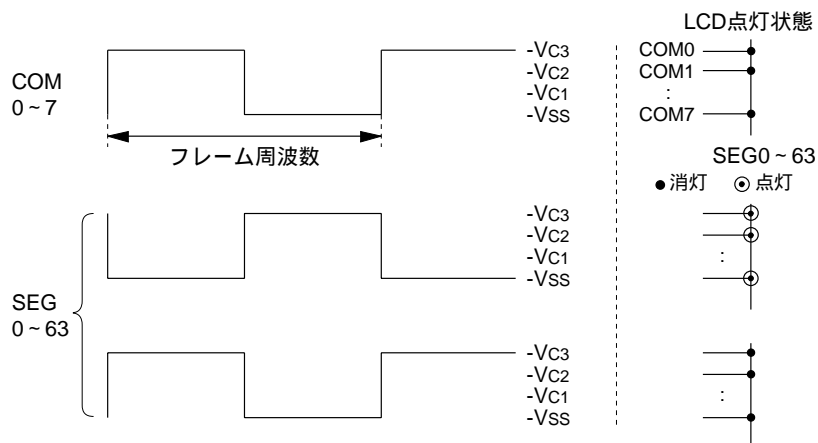 LCD点灯状態
COM
0~7
-VC3
-VC2
-VC1
-VSS
フレーム周波数
COM0
COM1
:
COM7
SEG0~63
●消灯 ⦿点灯
SEG
0~63
-VC3
-VC2
-VC1
-VSS
:
-VC3
-VC2
-VC1
-VSS
: